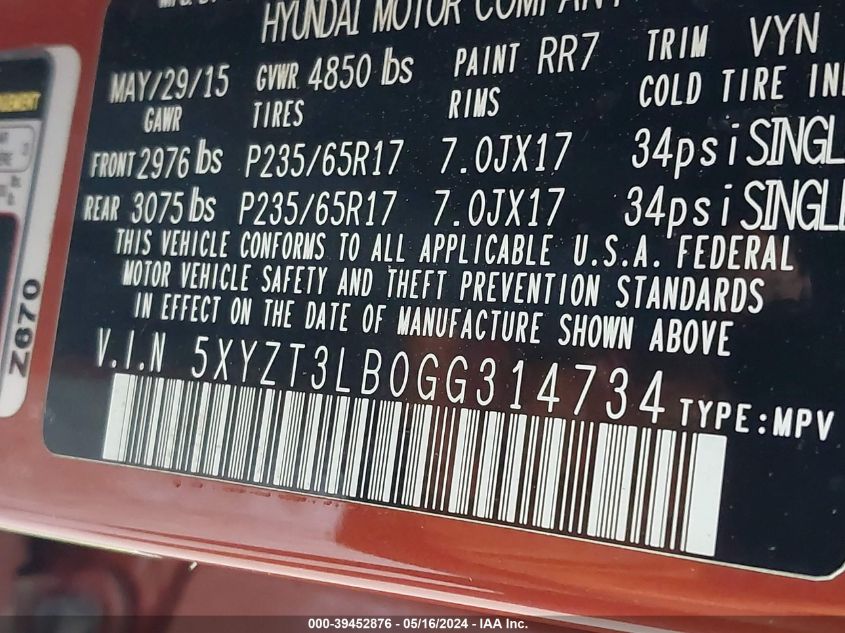 HYUNDAI MOTOR COMPANY
MAY/29/15 GVWR 4850 lbs PAINT RR7 TRIM VYN
GAWR TIRES RIMS COLD TIRE
FRONT 2976 lbs P235/65R17 7.0JX17 34psi SINGL
REAR 3075 lbs P235/65R17 7.0JX17 34psi SINGL
THIS VEHICLE CONFORMS TO ALL APPLICABLE U.S.A. FEDERAL
MOTOR VEHICLE SAFETY AND THEFT PREVENTION STANDARDS
IN EFFECT ON THE DATE OF MANUFACTURE SHOWN ABOVE
V.I.N 5XYZT3LB0GG314734 TYPE:MPV
Z670
000-39452876 - 05/16/2024 - IAA Inc.